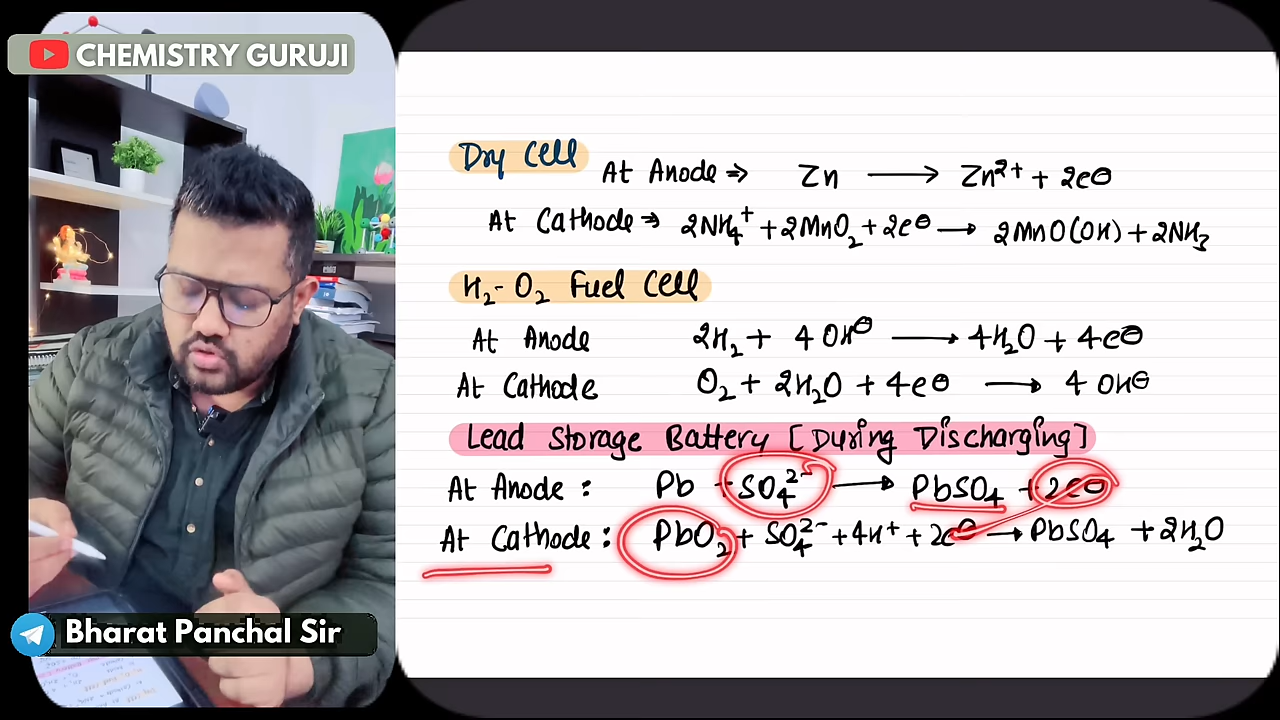 CHEMISTRY GURUJI
Dry Cell
At Anode ⇒ Zn ⟶ Zn²⁺ + 2e⊖
At Cathode ⇒ 2NH₄⁺ + 2MnO₂ + 2e⊖ ⟶ 2MnO(OH) + 2NH₃
H₂-O₂ Fuel Cell
At Anode 2H₂ + 4OH⊖ ⟶ 4H₂O + 4e⊖
At Cathode O₂ + 2H₂O + 4e⊖ ⟶ 4OH⊖
Lead Storage Battery [During Discharging]
At Anode : Pb + SO₄²⁻ ⟶ PbSO₄ + 2e⊖
At Cathode : PbO₂ + SO₄²⁻ + 4H⁺ + 2e⊖ ⟶ PbSO₄ + 2H₂O
Bharat Panchal Sir